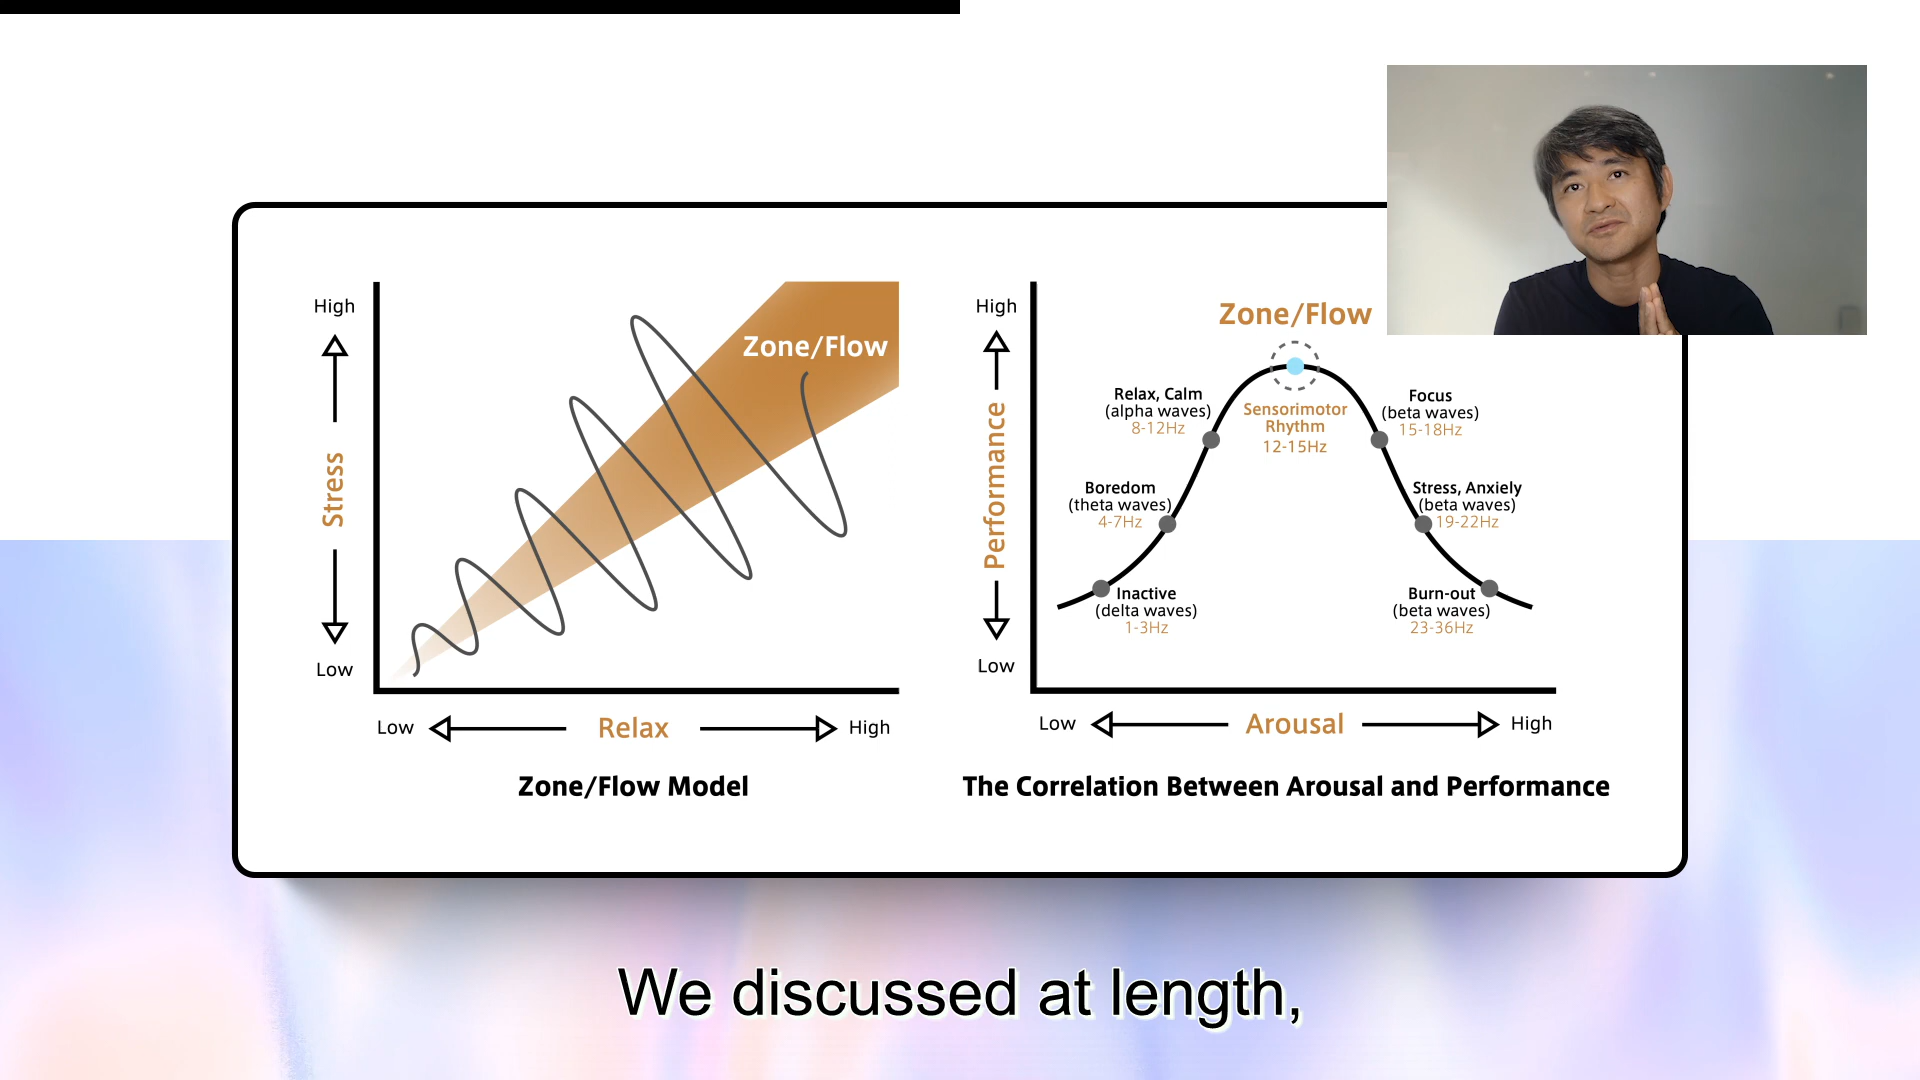 High
Stress
Low
Zone/Flow
Low
Relax
High
Zone/Flow Model
High
Performance
Low
Zone/Flow
Relax, Calm
(alpha waves)
8-12Hz
Sensorimotor
Rhythm
12-15Hz
Focus
(beta waves)
15-18Hz
Boredom
(theta waves)
4-7Hz
Stress, Anxiely
(beta waves)
19-22Hz
Inactive
(delta waves)
1-3Hz
Burn-out
(beta waves)
23-36Hz
Low
Arousal
High
The Correlation Between Arousal and Performance
We discussed at length,